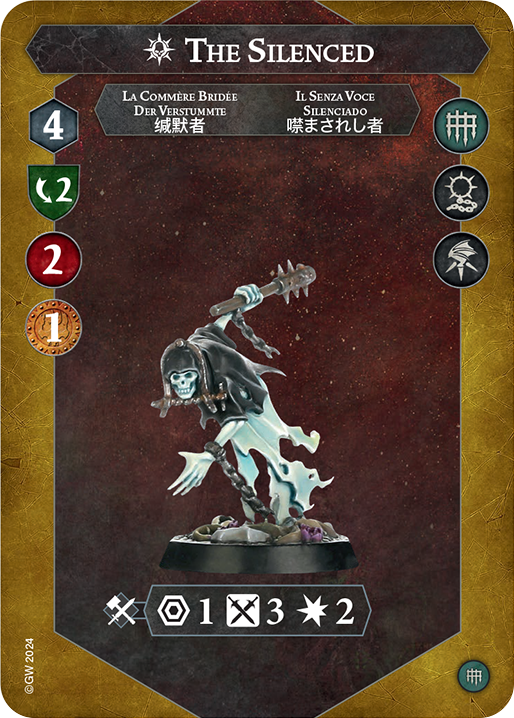 THE SILENCED
LA COMMÈRE BRIDÉE
DER VERSTUMMTE
缄默者
IL SENZA VOCE
SILENCIADO
噤まされし者
4
2
2
1
1 3 2
©GW 2024